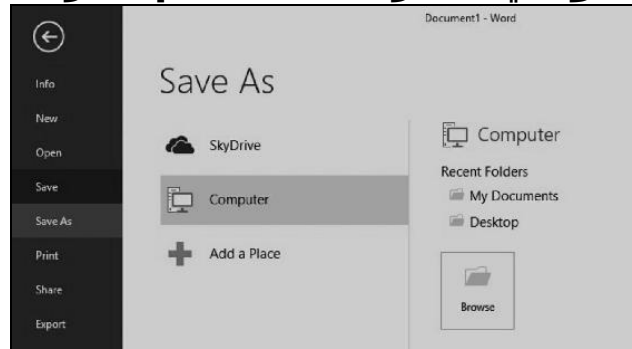 Document1 - Word
Info
New
Open
Save
Save As
Print
Share
Export
Save As
SkyDrive
Computer
Add a Place
Computer
Recent Folders
My Documents
Desktop
Browse